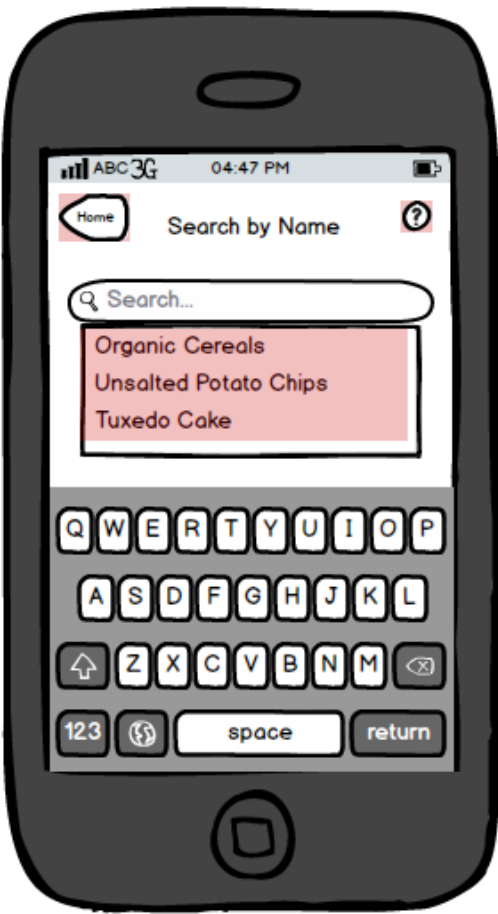 ABC 3G 04:47 PM
Home
?
Search by Name
Search...
Organic Cereals
Unsalted Potato Chips
Tuxedo Cake
Q W E R T Y U I O P
A S D F G H J K L
Z X C V B N M
123 space return